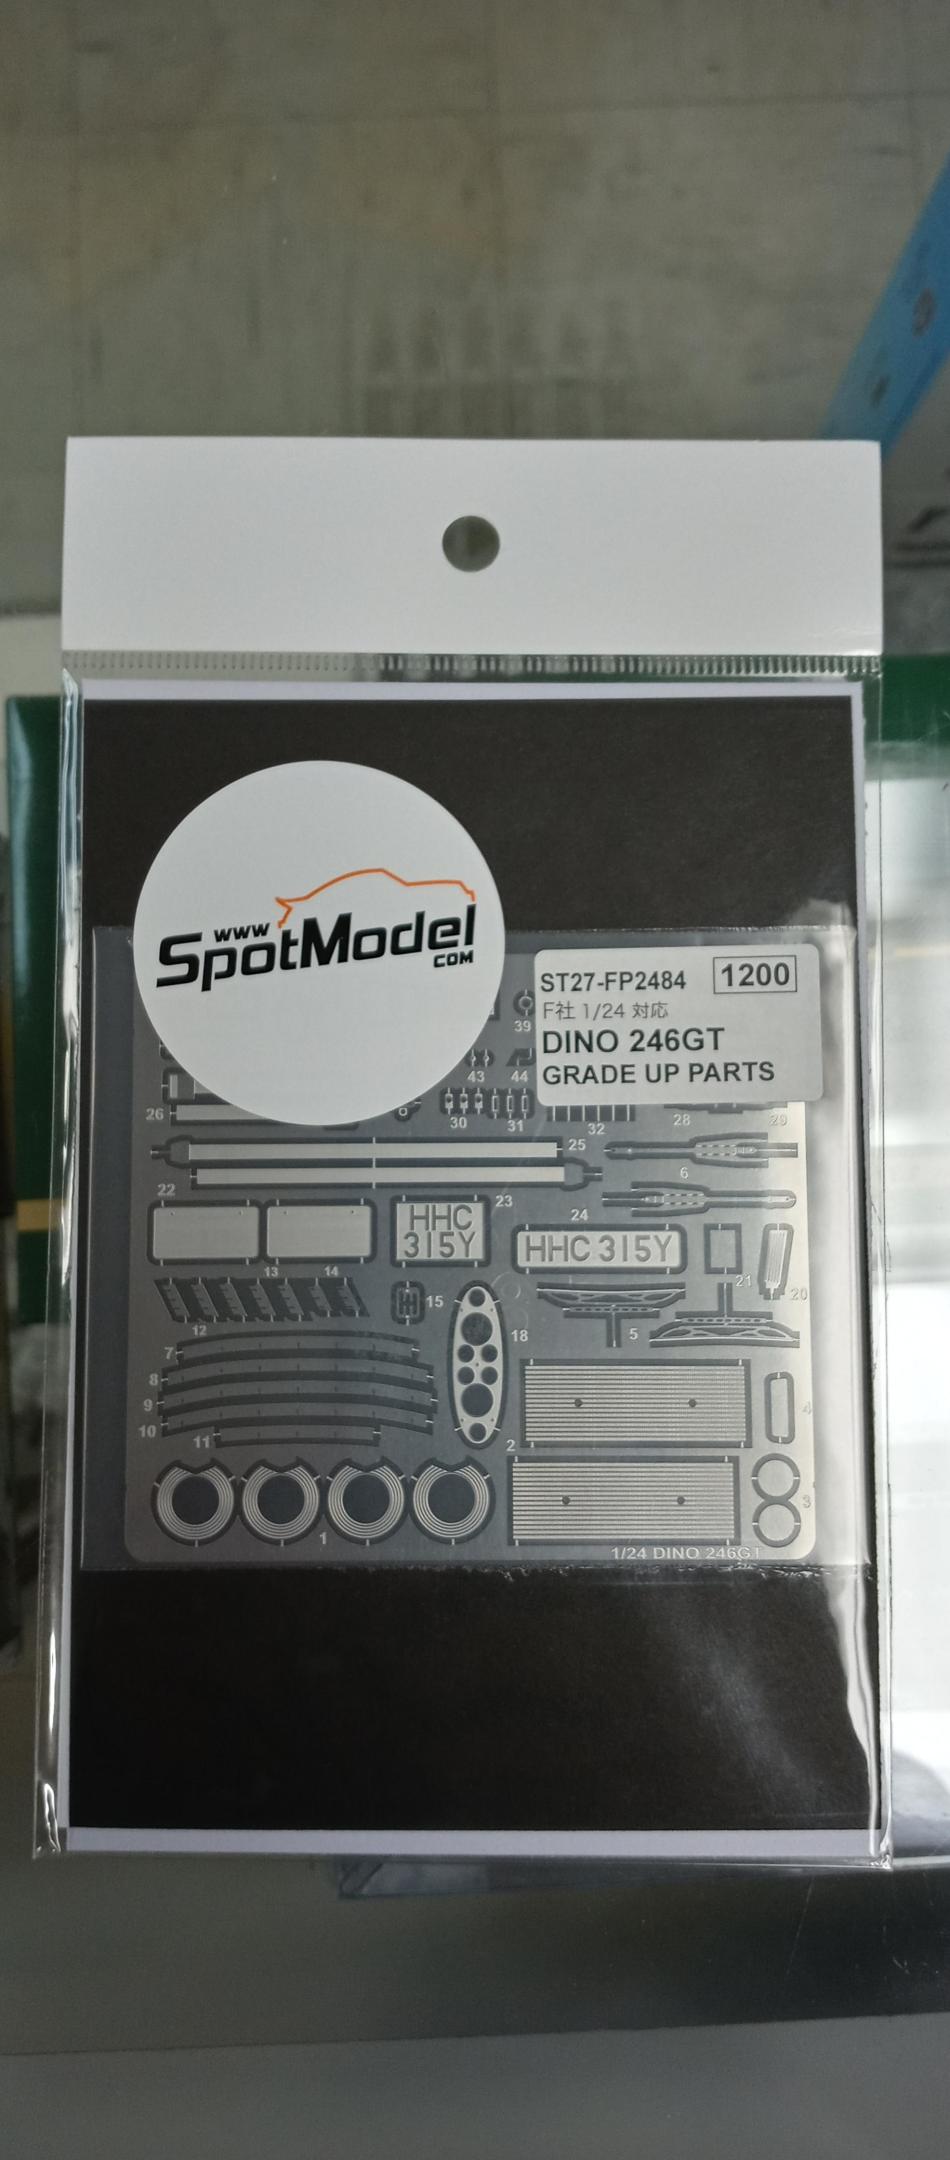 www
SpotModel
COM
ST27-FP2484 1200
F社 1/24 対応
DINO 246GT
GRADE UP PARTS
39
43 44
26 30 31 32 28 29
25
6
22
23
24
HHC
315Y
HHC 315Y
13 14
21
20
15
12
18
5
7
8
9
10
11
4
2
3
1
1/24 DINO 246GT